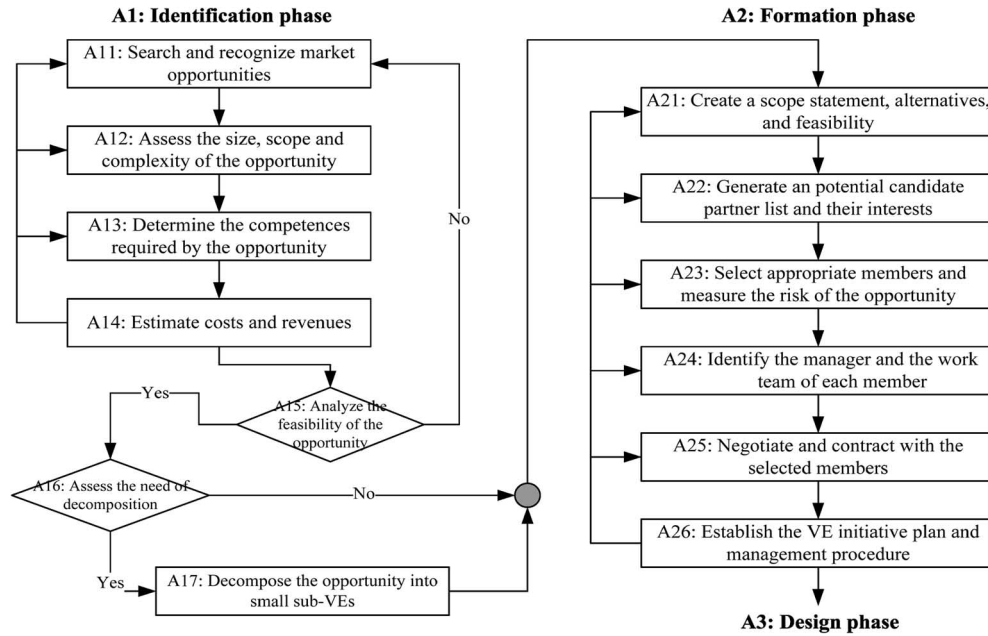 A1: Identification phase
A11: Search and recognize market
opportunities
A12: Assess the size, scope and
complexity of the opportunity
A13: Determine the competences
required by the opportunity
A14: Estimate costs and revenues
No
Yes
A15: Analyze the
feasibility of the
opportunity
A16: Assess the need of
decomposition
No
Yes
A17: Decompose the opportunity into
small sub-VEs
A2: Formation phase
A21: Create a scope statement, alternatives,
and feasibility
A22: Generate an potential candidate
partner list and their interests
A23: Select appropriate members and
measure the risk of the opportunity
A24: Identify the manager and the work
team of each member
A25: Negotiate and contract with the
selected members
A26: Establish the VE initiative plan and
management procedure
A3: Design phase